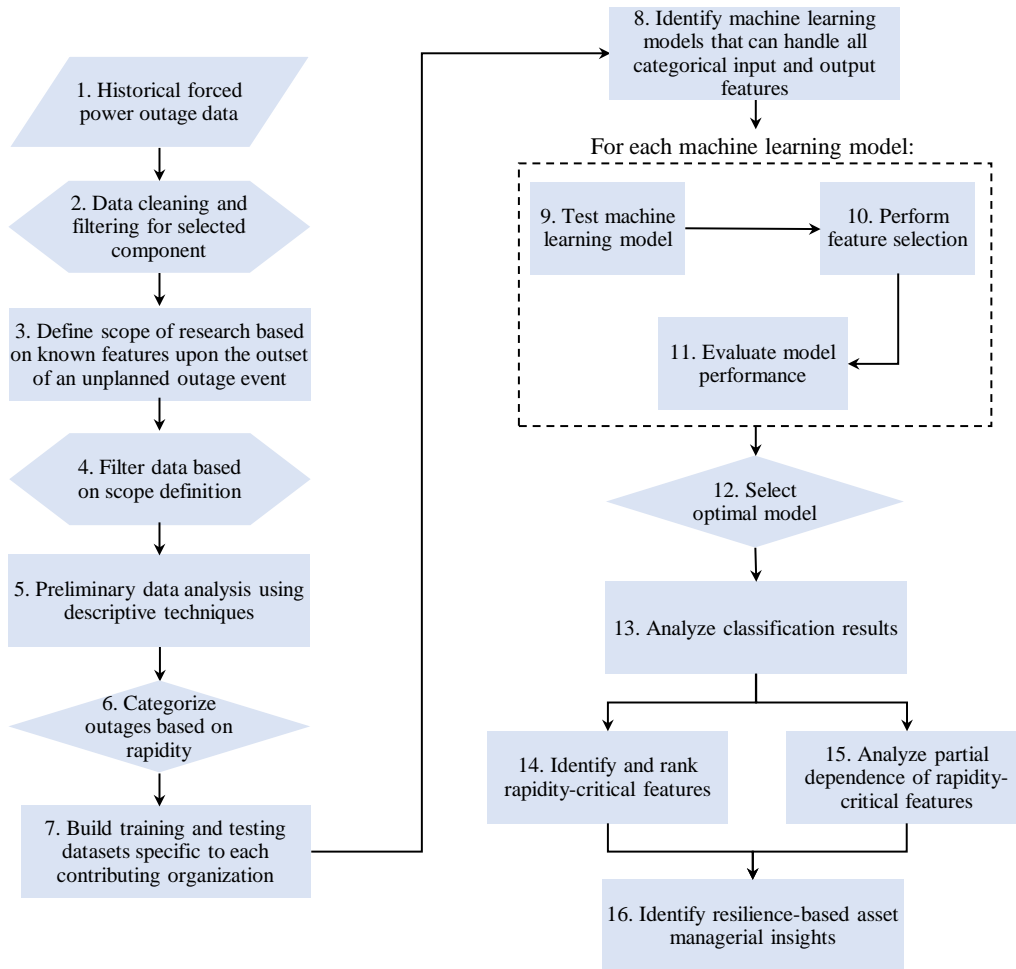 1. Historical forced
power outage data
2. Data cleaning and
filtering for selected
component
3. Define scope of research based
on known features upon the outset
of an unplanned outage event
4. Filter data based
on scope definition
5. Preliminary data analysis using
descriptive techniques
6. Categorize
outages based on
rapidity
7. Build training and testing
datasets specific to each
contributing organization
8. Identify machine learning
models that can handle all
categorical input and output
features
For each machine learning model:
9. Test machine
learning model
10. Perform
feature selection
11. Evaluate model
performance
12. Select
optimal model
13. Analyze classification results
14. Identify and rank
rapidity-critical features
15. Analyze partial
dependence of rapidity-
critical features
16. Identify resilience-based asset
managerial insights